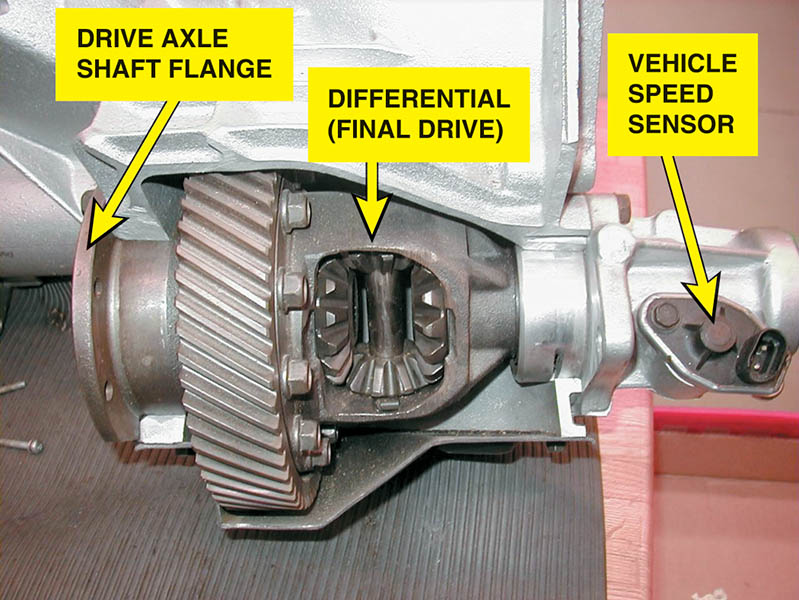 DRIVE AXLE
SHAFT FLANGE
DIFFERENTIAL
(FINAL DRIVE)
VEHICLE
SPEED
SENSOR